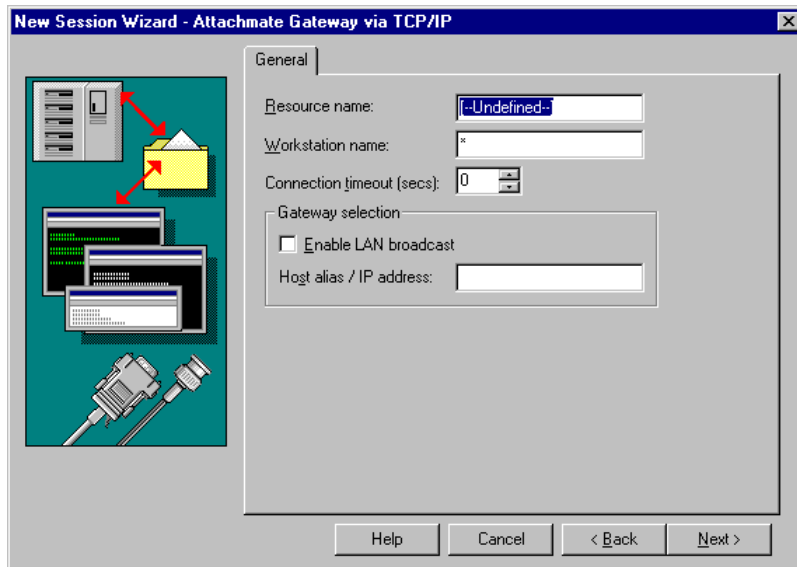 New Session Wizard - Attachmate Gateway via TCP/IP
General
Resource name: [--Undefined--]
Workstation name: *
Connection timeout (secs): 0
Gateway selection
Enable LAN broadcast
Host alias / IP address:
Help Cancel < Back Next >